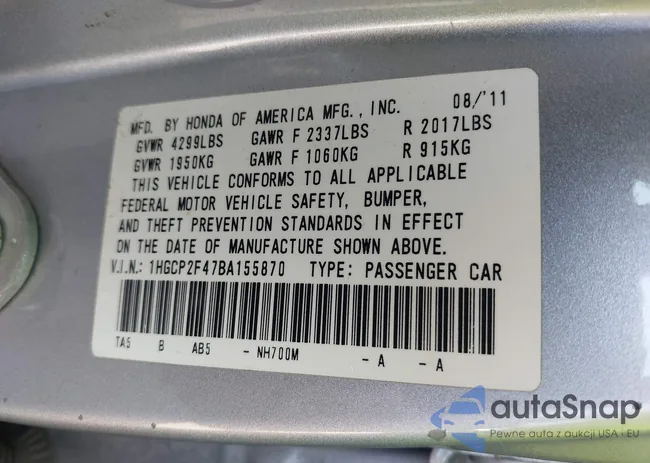 MFD. BY HONDA OF AMERICA MFG., INC. 08/'11
GVWR 4299LBS GAWR F 2337LBS R 2017LBS
GVWR 1950KG GAWR F 1060KG R 915KG
THIS VEHICLE CONFORMS TO ALL APPLICABLE
FEDERAL MOTOR VEHICLE SAFETY, BUMPER,
AND THEFT PREVENTION STANDARDS IN EFFECT
ON THE DATE OF MANUFACTURE SHOWN ABOVE.
V.I.N.: 1HGCP2F47BA155870 TYPE: PASSENGER CAR
TA5 B AB5 - NH700M - A - A
autaSnap
Pewne auta z aukcji USA i EU